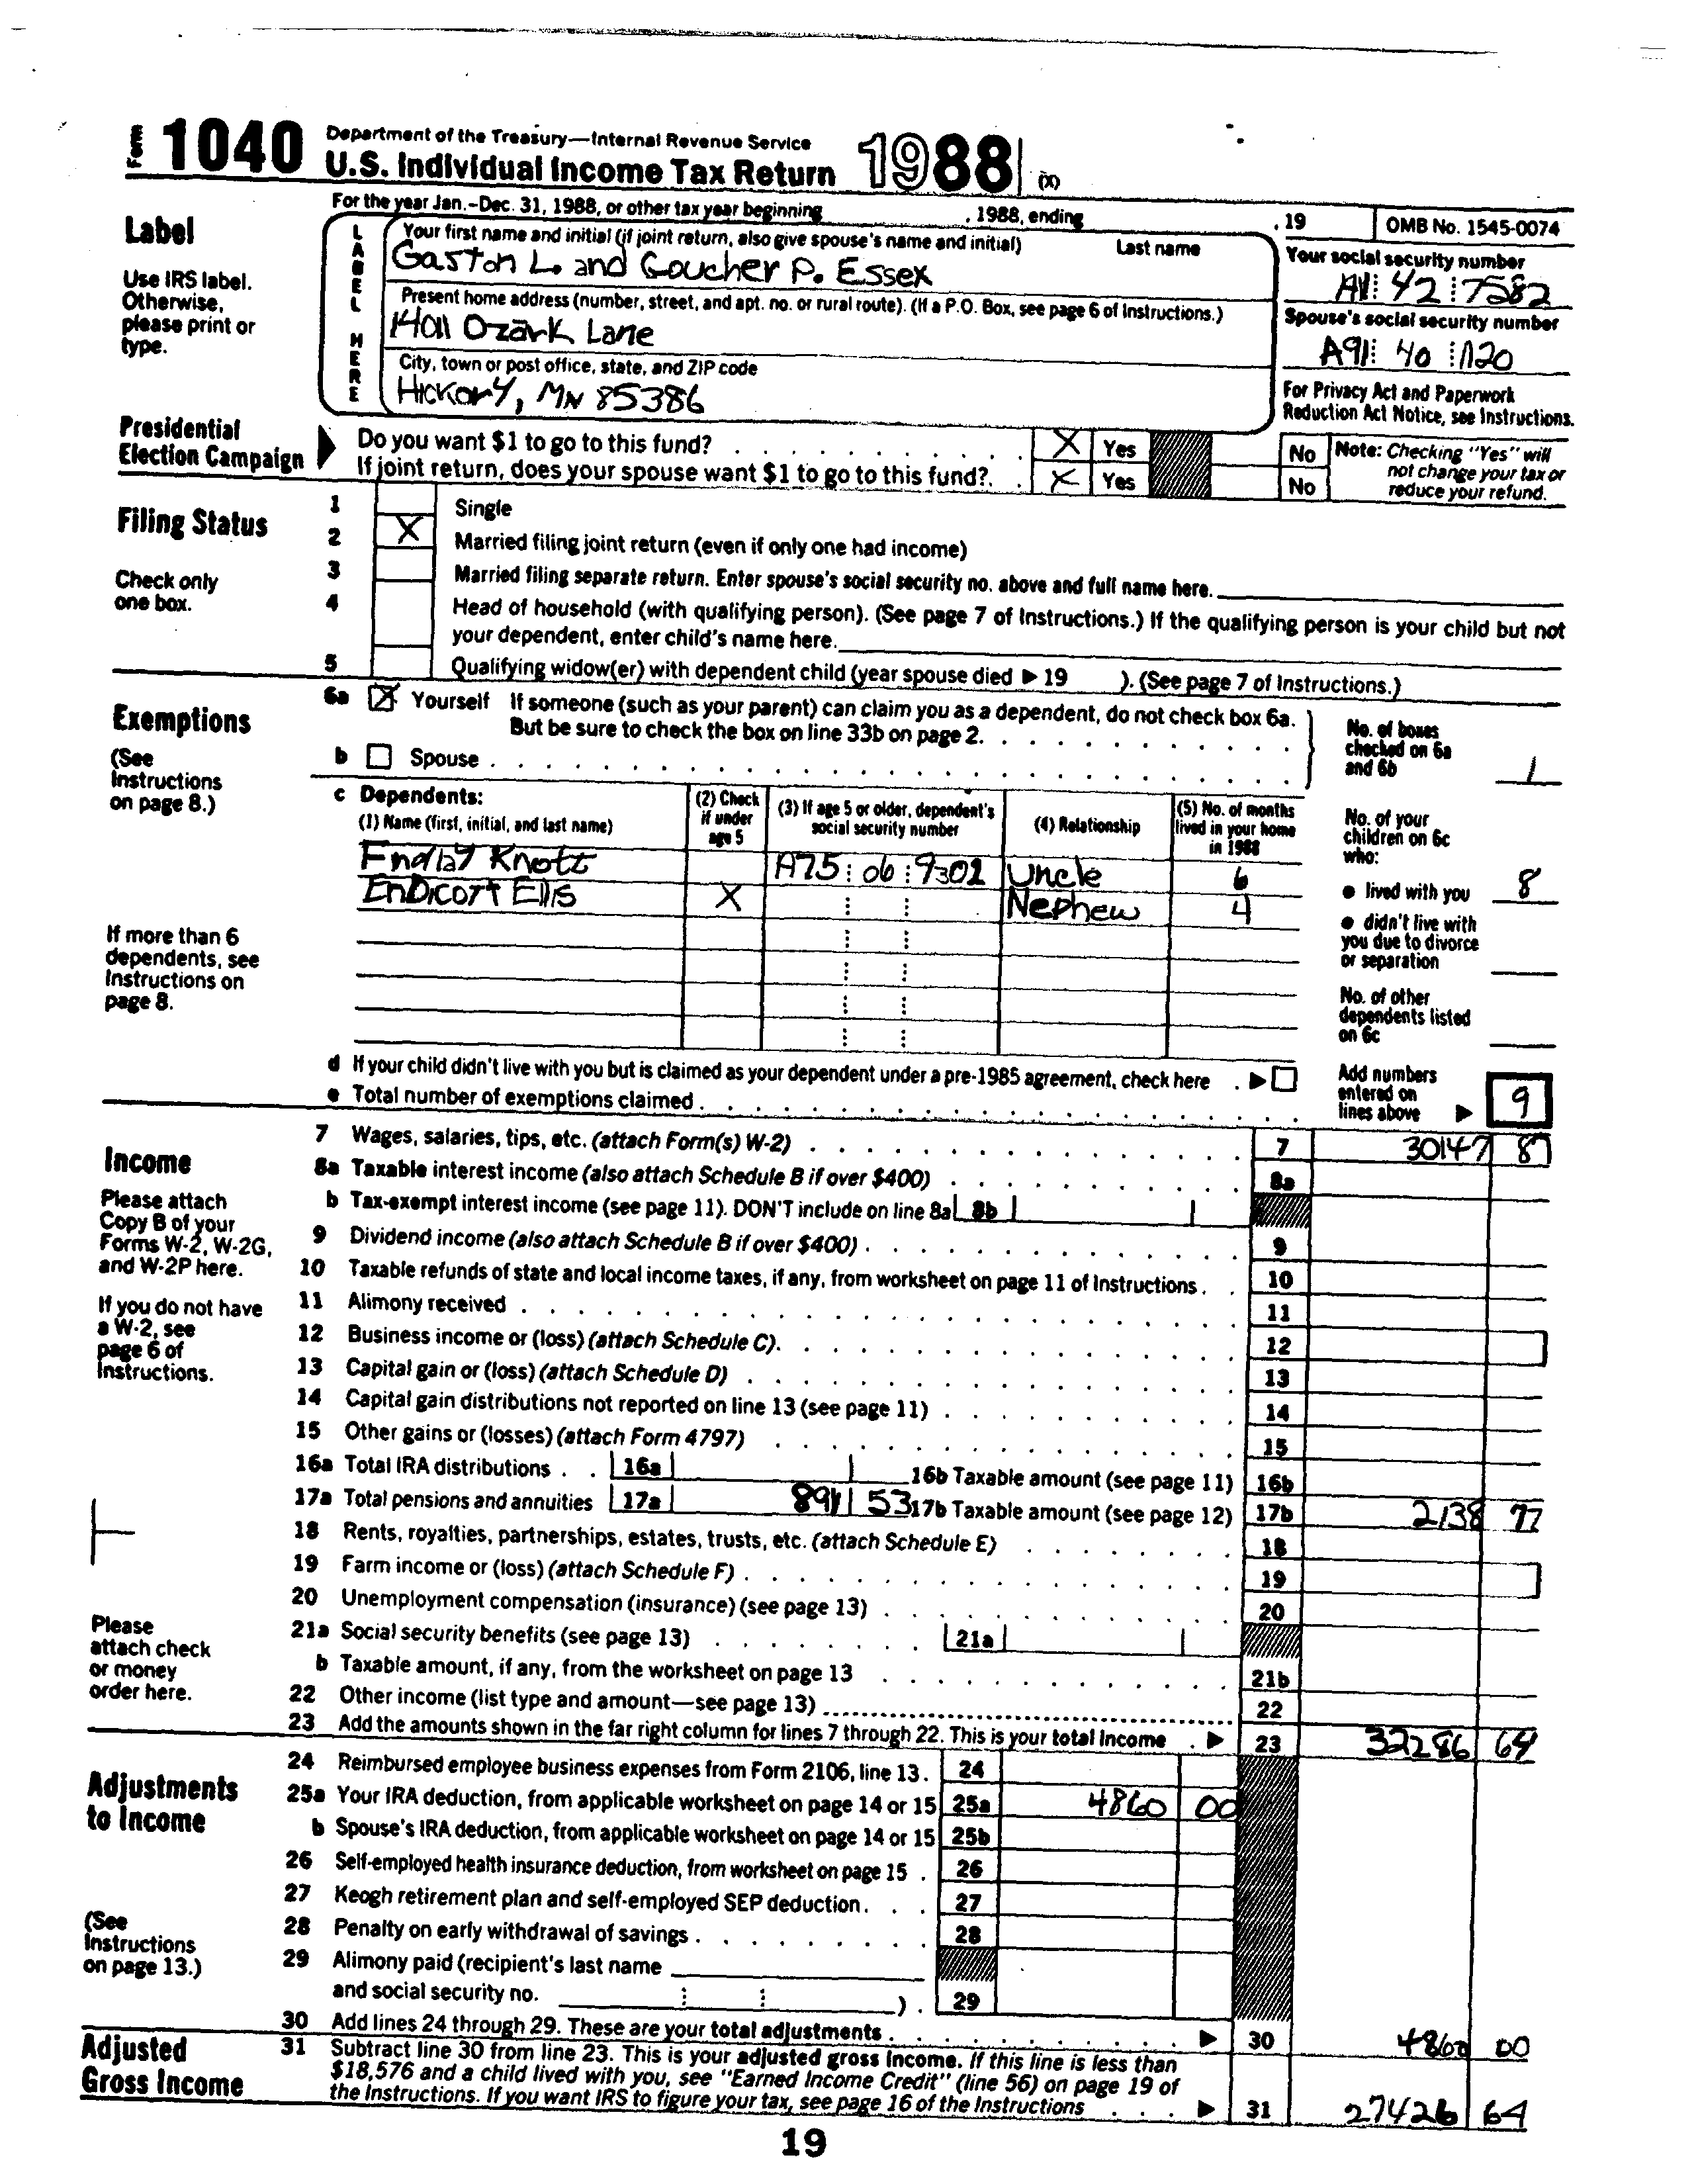 Form 1040 Department of the Treasury—Internal Revenue Service
U.S. Individual Income Tax Return 1988 (X)
For the year Jan.-Dec. 31, 1988, or other tax year beginning , 1988, ending , 19 OMB No. 1545-0074
Label
Use IRS label. Otherwise, please print or type.
LABEL HERE
Your first name and initial (if joint return, also give spouse's name and initial) Last name
Gaston L. and Goucher P. Essex
Your social security number
42 7582
Present home address (number, street, and apt. no. or rural route). (If a P.O. Box, see page 6 of Instructions.)
Ozark Lane
Spouse's social security number
A91 40 1120
City, town or post office, state, and ZIP code
Hickory, MN 85386
For Privacy Act and Paperwork Reduction Act Notice, see Instructions.
Presidential Election Campaign
Do you want $1 to go to this fund? X Yes No
If joint return, does your spouse want $1 to go to this fund? X Yes No
Note: Checking "Yes" will not change your tax or reduce your refund.
Filing Status
Check only one box.
1 Single
2 X Married filing joint return (even if only one had income)
3 Married filing separate return. Enter spouse's social security no. above and full name here.
4 Head of household (with qualifying person). (See page 7 of Instructions.) If the qualifying person is your child but not
your dependent, enter child's name here.
5 Qualifying widow(er) with dependent child (year spouse died ▶ 19 ). (See page 7 of Instructions.)
Exemptions
(See Instructions on page 8.)
6a X Yourself If someone (such as your parent) can claim you as a dependent, do not check box 6a.
But be sure to check the box on line 33b on page 2.
b Spouse
No. of boxes checked on 6a and 6b 1
c Dependents:
(1) Name (first, initial, and last name) (2) Check if under age 5 (3) If age 5 or older, dependent's social security number (4) Relationship (5) No. of months lived in your home in 1988
Findlay Knott A75 06 9302 Uncle 6
Endicott Ellis X Nephew 4
No. of your children on 6c who:
● lived with you 8
● didn't live with you due to divorce or separation
No. of other dependents listed on 6c
If more than 6 dependents, see Instructions on page 8.
d If your child didn't live with you but is claimed as your dependent under a pre-1985 agreement, check here ▶
e Total number of exemptions claimed
Add numbers entered on lines above ▶ 9
Income
Please attach Copy B of your Forms W-2, W-2G, and W-2P here.
If you do not have a W-2, see page 6 of Instructions.
7 Wages, salaries, tips, etc. (attach Form(s) W-2) 7 30147 87
8a Taxable interest income (also attach Schedule B if over $400) 8a
b Tax-exempt interest income (see page 11). DON'T include on line 8a 8b
9 Dividend income (also attach Schedule B if over $400) 9
10 Taxable refunds of state and local income taxes, if any, from worksheet on page 11 of Instructions. 10
11 Alimony received 11
12 Business income or (loss) (attach Schedule C). 12
13 Capital gain or (loss) (attach Schedule D) 13
14 Capital gain distributions not reported on line 13 (see page 11) 14
15 Other gains or (losses) (attach Form 4797) 15
16a Total IRA distributions 16a 16b Taxable amount (see page 11) 16b
17a Total pensions and annuities 17a 8911 53 17b Taxable amount (see page 12) 17b 2138 77
18 Rents, royalties, partnerships, estates, trusts, etc. (attach Schedule E) 18
19 Farm income or (loss) (attach Schedule F) 19
20 Unemployment compensation (insurance) (see page 13) 20
21a Social security benefits (see page 13) 21a
b Taxable amount, if any, from the worksheet on page 13 21b
22 Other income (list type and amount—see page 13) 22
23 Add the amounts shown in the far right column for lines 7 through 22. This is your total income ▶ 23 32286 64
Please attach check or money order here.
Adjustments to Income
(See Instructions on page 13.)
24 Reimbursed employee business expenses from Form 2106, line 13. 24
25a Your IRA deduction, from applicable worksheet on page 14 or 15 25a 4860 00
b Spouse's IRA deduction, from applicable worksheet on page 14 or 15 25b
26 Self-employed health insurance deduction, from worksheet on page 15 26
27 Keogh retirement plan and self-employed SEP deduction 27
28 Penalty on early withdrawal of savings 28
29 Alimony paid (recipient's last name
and social security no. ) 29
30 Add lines 24 through 29. These are your total adjustments ▶ 30 4860 00
Adjusted Gross Income
31 Subtract line 30 from line 23. This is your adjusted gross income. If this line is less than
$18,576 and a child lived with you, see "Earned Income Credit" (line 56) on page 19 of
the Instructions. If you want IRS to figure your tax, see page 16 of the Instructions ▶ 31 27426 64
19